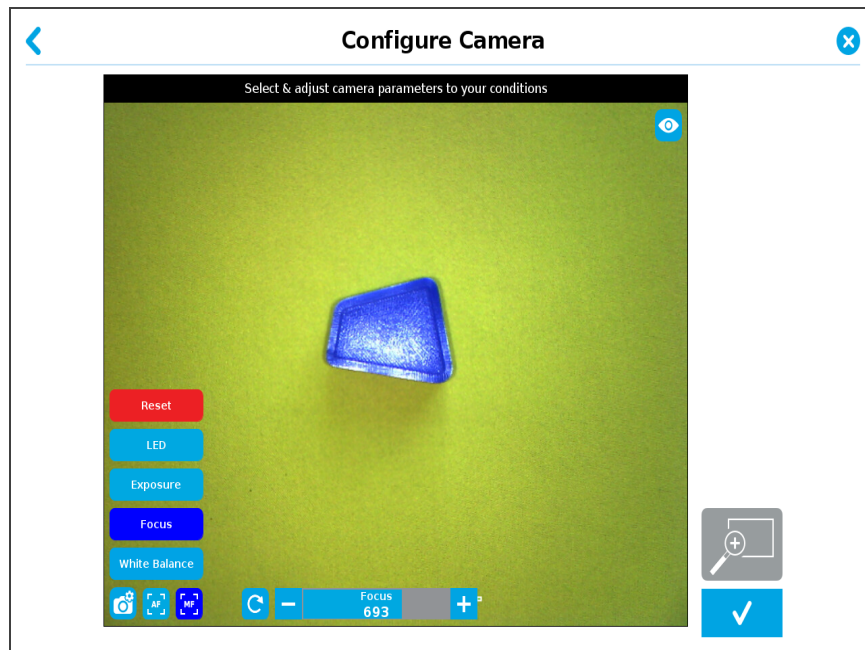 Configure Camera
Select & adjust camera parameters to your conditions
Reset
LED
Exposure
Focus
White Balance
AF
MF
Focus
693